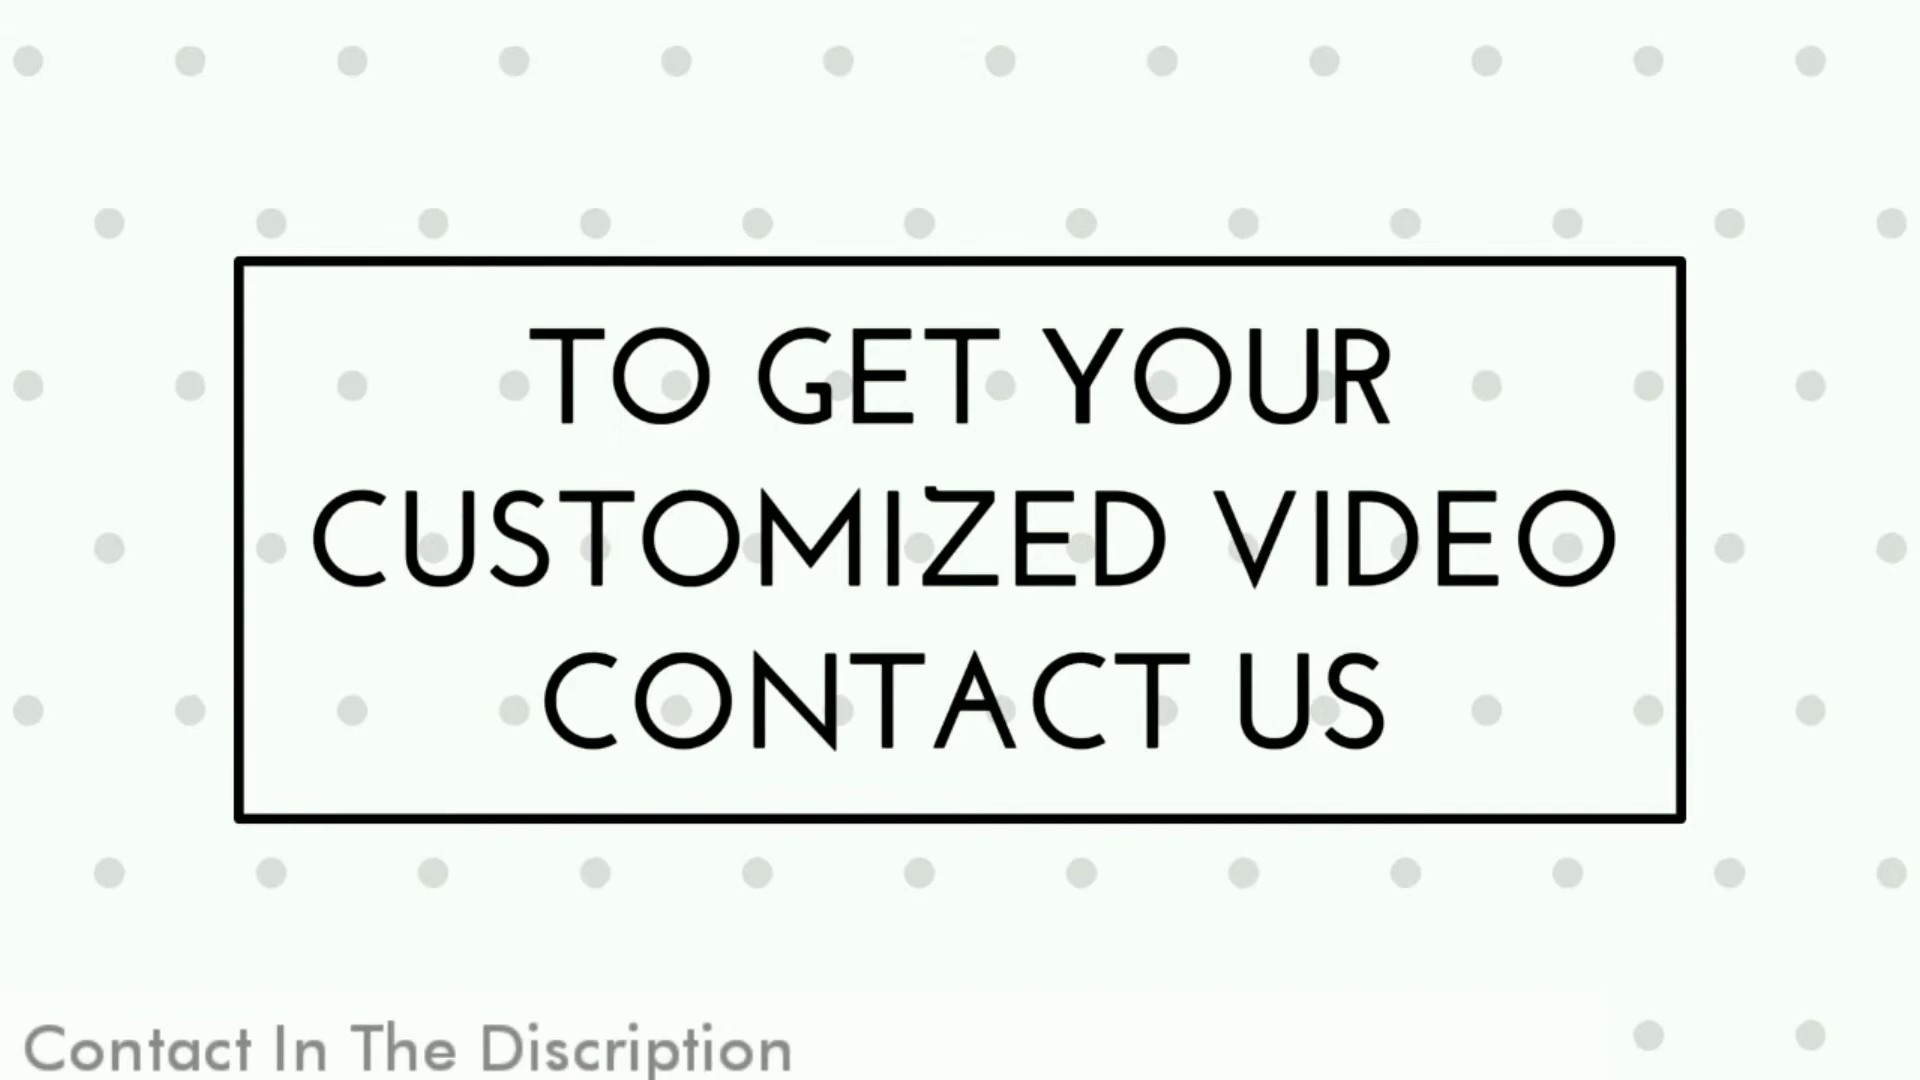 TO GET YOUR
CUSTOMIZED VIDEO
CONTACT US
Contact In The Discription